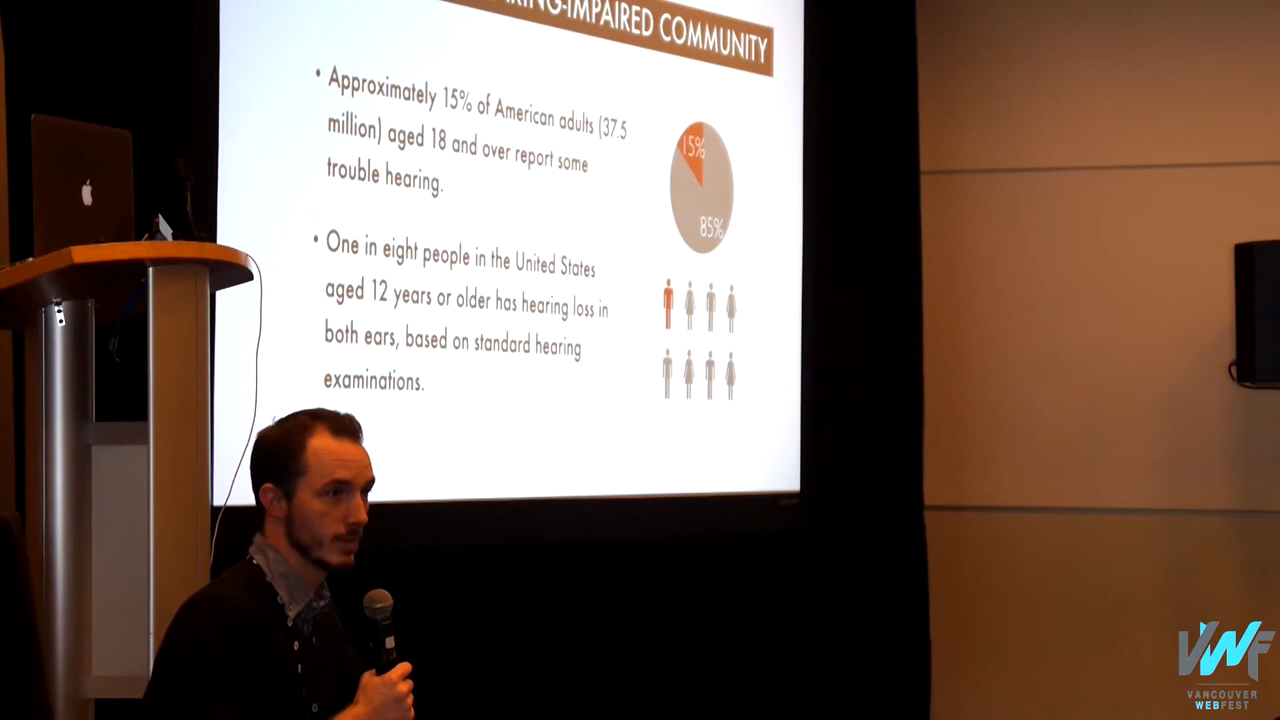 HEARING-IMPAIRED COMMUNITY
• Approximately 15% of American adults (37.5
million) aged 18 and over report some
trouble hearing.
• One in eight people in the United States
aged 12 years or older has hearing loss in
both ears, based on standard hearing
examinations.
15%
85%
VWF
VANCOUVER
WEBFEST